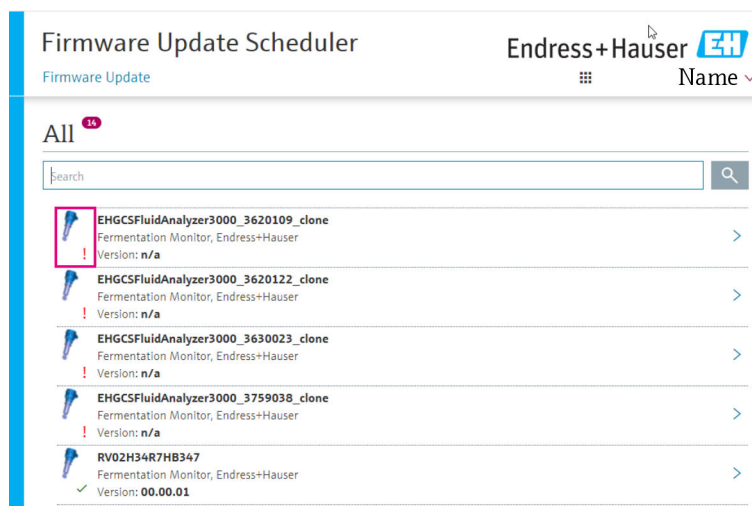 Firmware Update Scheduler
Endress+Hauser EH
Firmware Update
Name
All 14
Search
EHGCSFluidAnalyzer3000_3620109_clone
Fermentation Monitor, Endress+Hauser
! Version: n/a
EHGCSFluidAnalyzer3000_3620122_clone
Fermentation Monitor, Endress+Hauser
! Version: n/a
EHGCSFluidAnalyzer3000_3630023_clone
Fermentation Monitor, Endress+Hauser
! Version: n/a
EHGCSFluidAnalyzer3000_3759038_clone
Fermentation Monitor, Endress+Hauser
! Version: n/a
RV02H34R7HB347
Fermentation Monitor, Endress+Hauser
Version: 00.00.01